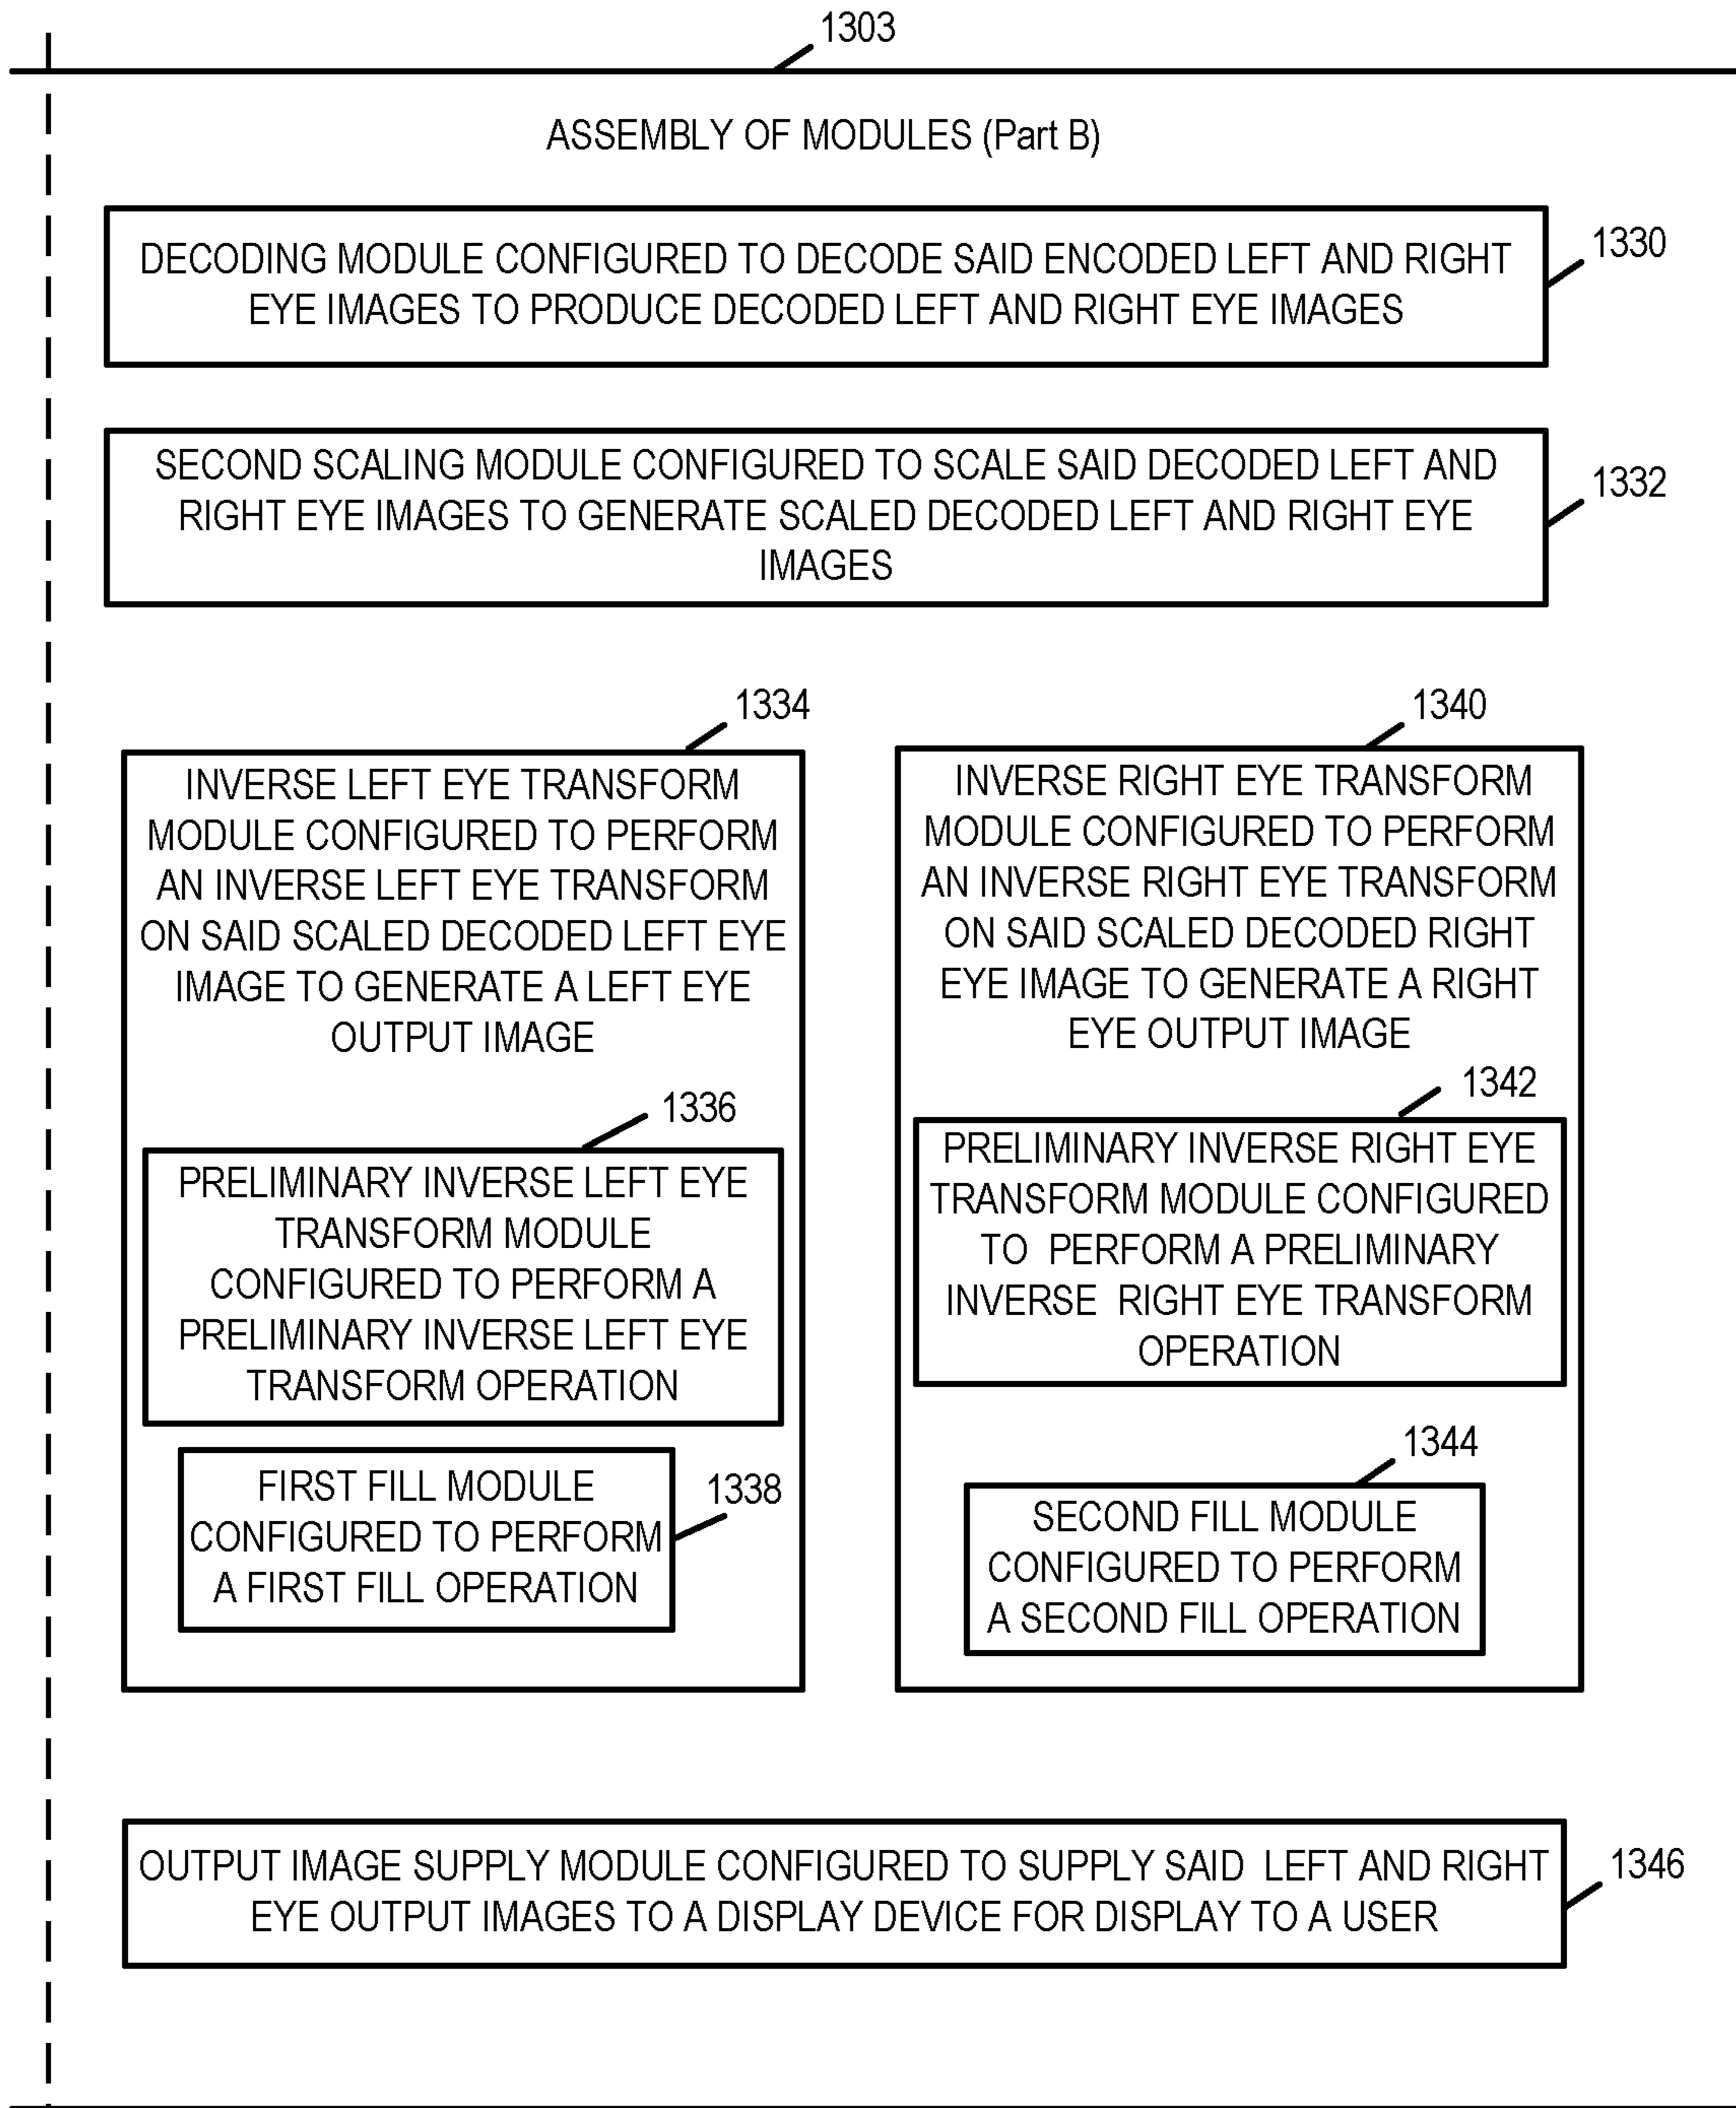 1303
ASSEMBLY OF MODULES (Part B)
DECODING MODULE CONFIGURED TO DECODE SAID ENCODED LEFT AND RIGHT
EYE IMAGES TO PRODUCE DECODED LEFT AND RIGHT EYE IMAGES
1330
SECOND SCALING MODULE CONFIGURED TO SCALE SAID DECODED LEFT AND
RIGHT EYE IMAGES TO GENERATE SCALED DECODED LEFT AND RIGHT EYE
IMAGES
1332
1334
INVERSE LEFT EYE TRANSFORM
MODULE CONFIGURED TO PERFORM
AN INVERSE LEFT EYE TRANSFORM
ON SAID SCALED DECODED LEFT EYE
IMAGE TO GENERATE A LEFT EYE
OUTPUT IMAGE
1336
PRELIMINARY INVERSE LEFT EYE
TRANSFORM MODULE
CONFIGURED TO PERFORM A
PRELIMINARY INVERSE LEFT EYE
TRANSFORM OPERATION
FIRST FILL MODULE
CONFIGURED TO PERFORM
A FIRST FILL OPERATION
1338
1340
INVERSE RIGHT EYE TRANSFORM
MODULE CONFIGURED TO PERFORM
AN INVERSE RIGHT EYE TRANSFORM
ON SAID SCALED DECODED RIGHT
EYE IMAGE TO GENERATE A RIGHT
EYE OUTPUT IMAGE
1342
PRELIMINARY INVERSE RIGHT EYE
TRANSFORM MODULE CONFIGURED
TO PERFORM A PRELIMINARY
INVERSE RIGHT EYE TRANSFORM
OPERATION
1344
SECOND FILL MODULE
CONFIGURED TO PERFORM
A SECOND FILL OPERATION
OUTPUT IMAGE SUPPLY MODULE CONFIGURED TO SUPPLY SAID LEFT AND RIGHT
EYE OUTPUT IMAGES TO A DISPLAY DEVICE FOR DISPLAY TO A USER
1346